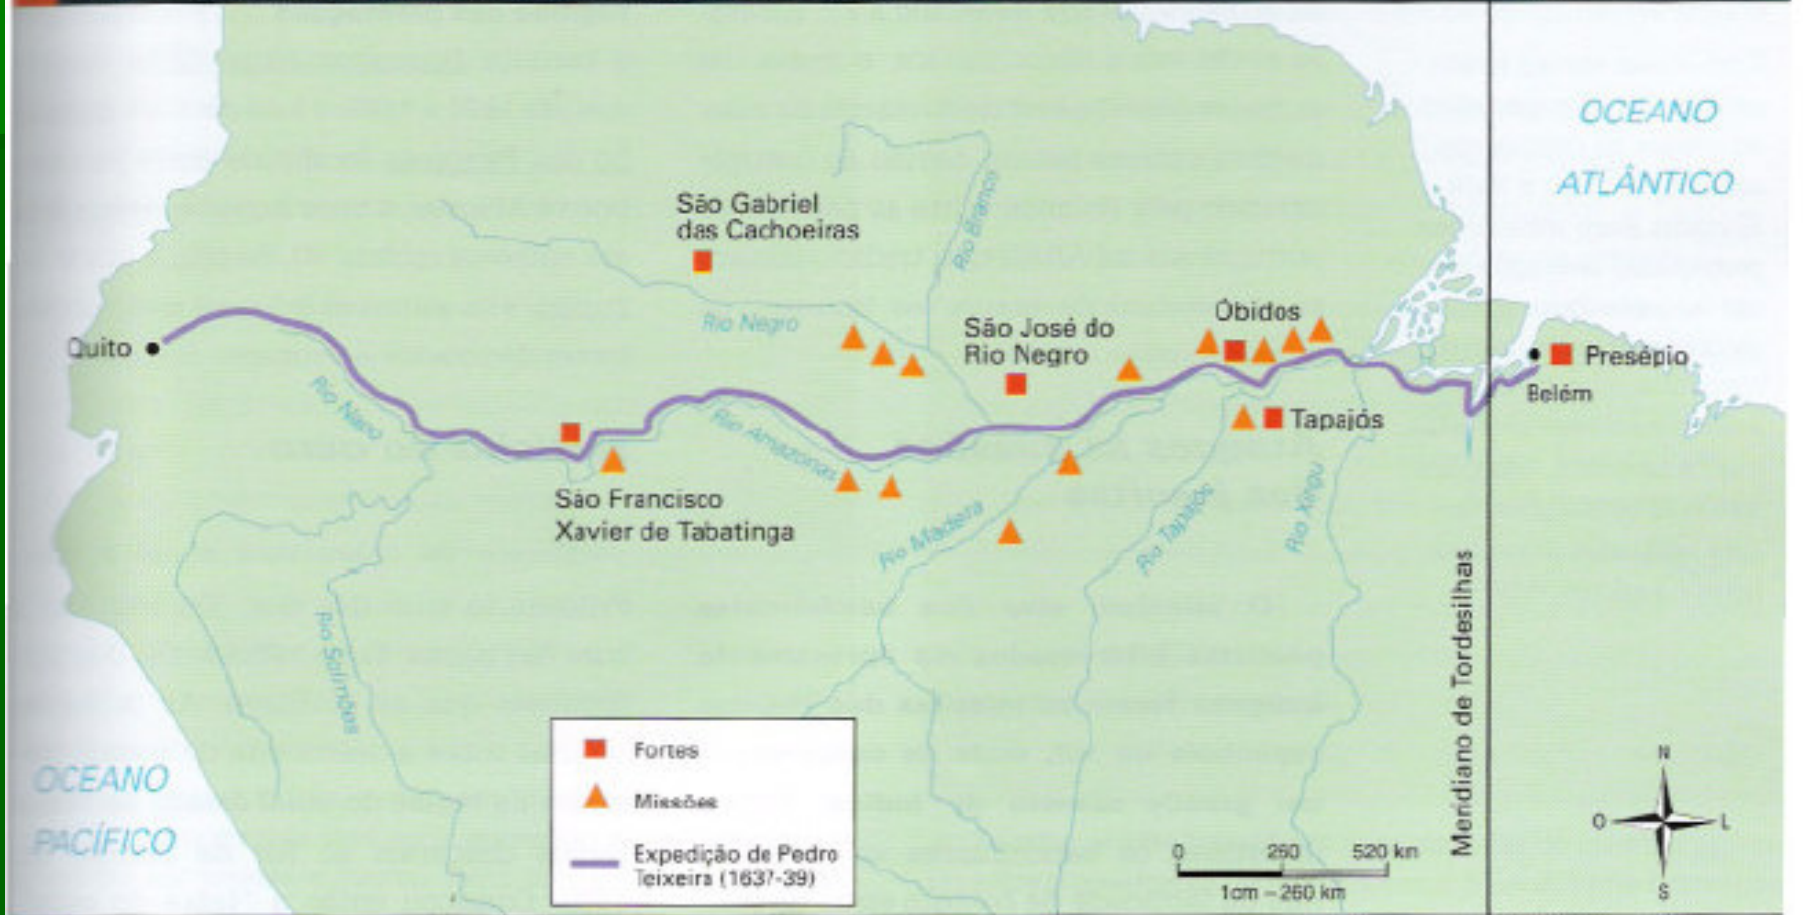 OCEANO
ATLÂNTICO
São Gabriel
das Cachoeiras
Rio Branco
Rio Negro
Quito
São José do
Rio Negro
Óbidos
Presépio
Belém
Rio Napo
Rio Amazonas
Tapajós
São Francisco
Xavier de Tabatinga
Rio Madeira
Rio Tapajós
Rio Xingu
Rio Solimões
Meridiano de Tordesilhas
OCEANO
PACÍFICO
Fortes
Missões
Expedição de Pedro
Teixeira (1637-39)
0 260 520 km
1cm – 260 km
N
O L
S